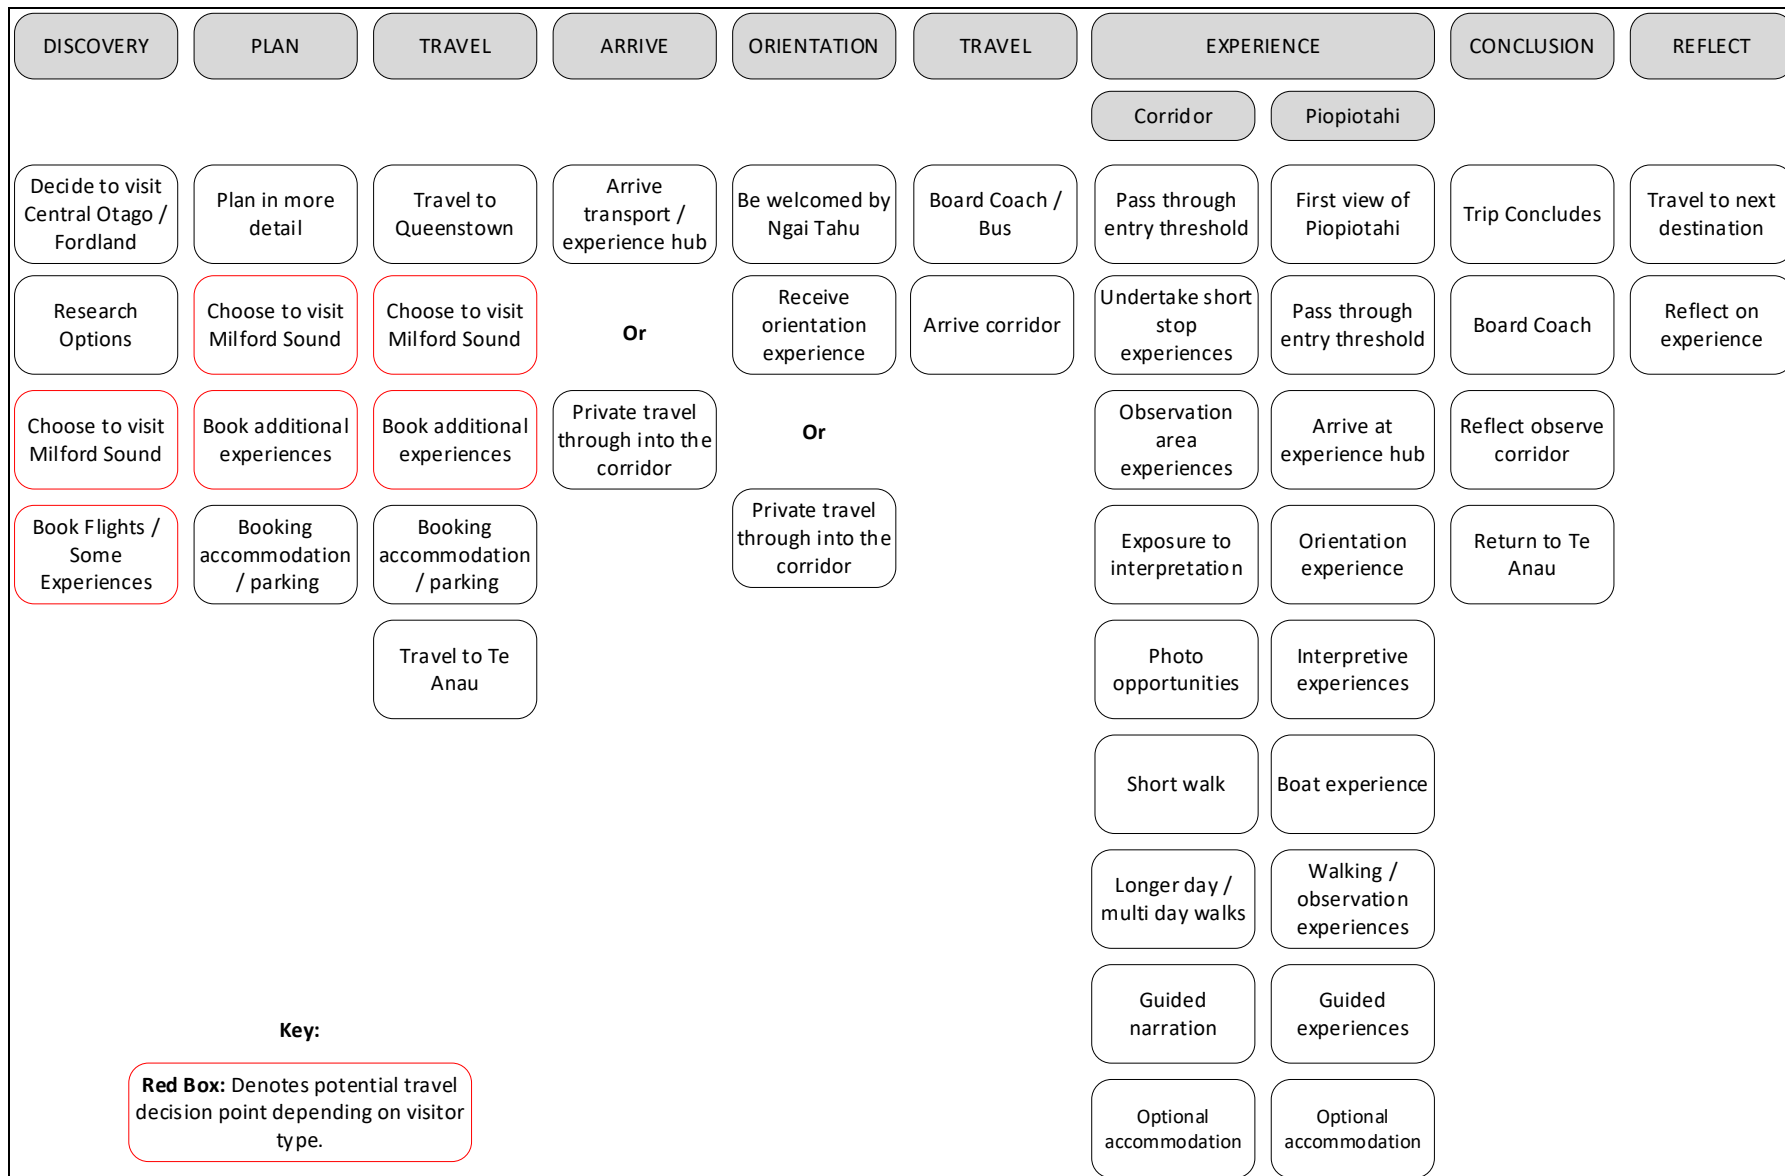 DISCOVERY
PLAN
TRAVEL
ARRIVE
ORIENTATION
TRAVEL
EXPERIENCE
CONCLUSION
REFLECT
Corridor
Piopiotahi
Decide to visit
Central Otago /
Fordland
Plan in more
detail
Travel to
Queenstown
Arrive
transport /
experience hub
Be welcomed by
Ngai Tahu
Board Coach /
Bus
Pass through
entry threshold
First view of
Piopiotahi
Trip Concludes
Travel to next
destination
Research
Options
Choose to visit
Milford Sound
Choose to visit
Milford Sound
Or
Receive
orientation
experience
Arrive corridor
Undertake short
stop
experiences
Pass through
entry threshold
Board Coach
Reflect on
experience
Choose to visit
Milford Sound
Book additional
experiences
Book additional
experiences
Private travel
through into the
corridor
Or
Observation
area
experiences
Arrive at
experience hub
Reflect observe
corridor
Book Flights /
Some
Experiences
Booking
accommodation
/ parking
Booking
accommodation
/ parking
Private travel
through into the
corridor
Exposure to
interpretation
Orientation
experience
Return to Te
Anau
Travel to Te
Anau
Photo
opportunities
Interpretive
experiences
Short walk
Boat experience
Longer day /
multi day walks
Walking /
observation
experiences
Guided
narration
Guided
experiences
Optional
accommodation
Optional
accommodation
Key:
Red Box: Denotes potential travel
decision point depending on visitor
type.